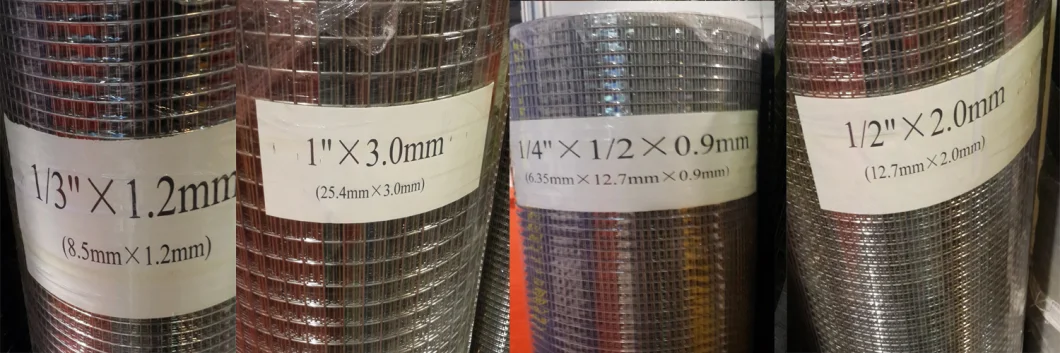 1/3"×1.2mm
(8.5mm×1.2mm)
1"×3.0mm
(25.4mm×3.0mm)
1/4"×1/2×0.9mm
(6.35mm×12.7mm×0.9mm)
1/2"×2.0mm
(12.7mm×2.0mm)